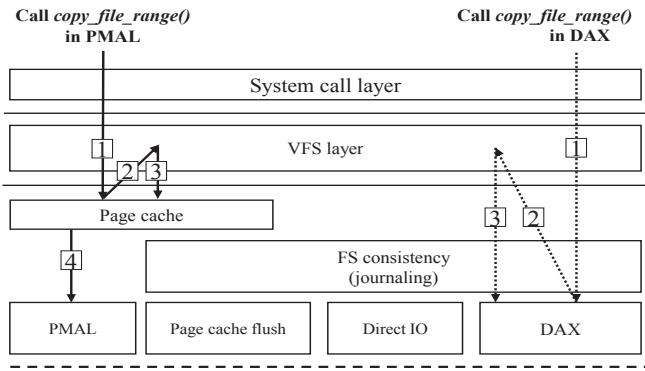 Call copy_file_range()
in PMAL
Call copy_file_range()
in DAX
System call layer
1
2
3
VFS layer
1
Page cache
3
2
4
FS consistency
(journaling)
PMAL
Page cache flush
Direct IO
DAX